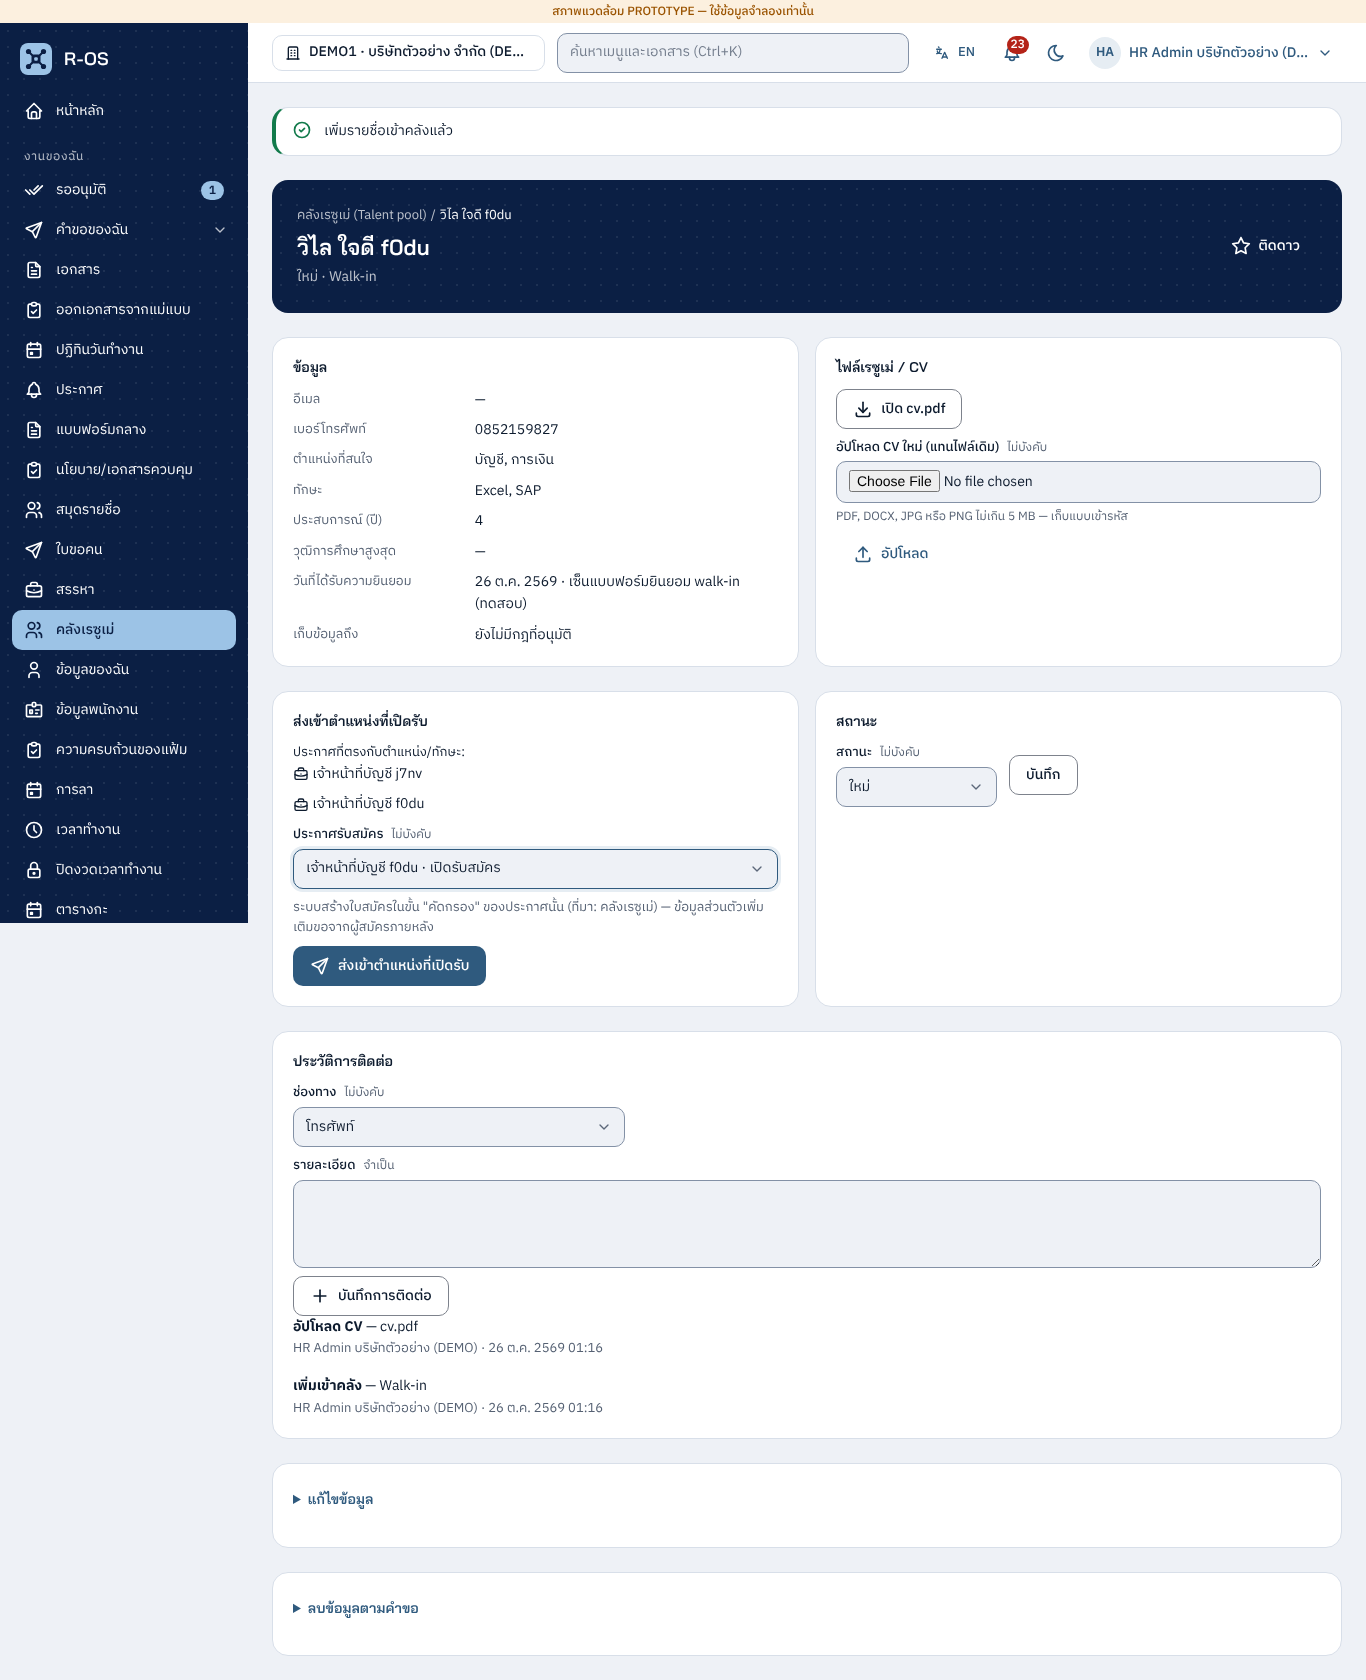 สภาพแวดล้อม PROTOTYPE — ใช้ข้อมูลจำลองเท่านั้น
R-OS
DEMO1 · บริษัทตัวอย่าง จำกัด (DE...
ค้นหาเมนูและเอกสาร (Ctrl+K)
EN
23
HA
HR Admin บริษัทตัวอย่าง (D...
หน้าหลัก
งานของฉัน
รออนุมัติ
1
คำขอของฉัน
เอกสาร
ออกเอกสารจากแม่แบบ
ปฏิทินวันทำงาน
ประกาศ
แบบฟอร์มกลาง
นโยบาย/เอกสารควบคุม
สมุดรายชื่อ
ใบขอคน
สรรหา
คลังเรซูเม่
ข้อมูลของฉัน
ข้อมูลพนักงาน
ความครบถ้วนของแฟ้ม
การลา
เวลาทำงาน
ปิดงวดเวลาทำงาน
ตารางกะ
เพิ่มรายชื่อเข้าคลังแล้ว
คลังเรซูเม่ (Talent pool) / วิไล ใจดี f0du
วิไล ใจดี f0du
ใหม่ · Walk-in
ติดดาว
ข้อมูล
อีเมล —
เบอร์โทรศัพท์ 0852159827
ตำแหน่งที่สนใจ บัญชี, การเงิน
ทักษะ Excel, SAP
ประสบการณ์ (ปี) 4
วุฒิการศึกษาสูงสุด —
วันที่ได้รับความยินยอม 26 ต.ค. 2569 · เซ็นแบบฟอร์มยินยอม walk-in
(ทดสอบ)
เก็บข้อมูลถึง ยังไม่มีกฎที่อนุมัติ
ไฟล์เรซูเม่ / CV
เปิด cv.pdf
อัปโหลด CV ใหม่ (แทนไฟล์เดิม) ไม่บังคับ
Choose File No file chosen
PDF, DOCX, JPG หรือ PNG ไม่เกิน 5 MB — เก็บแบบเข้ารหัส
อัปโหลด
ส่งเข้าตำแหน่งที่เปิดรับ
ประกาศที่ตรงกับตำแหน่ง/ทักษะ:
เจ้าหน้าที่บัญชี j7nv
เจ้าหน้าที่บัญชี f0du
ประกาศรับสมัคร ไม่บังคับ
เจ้าหน้าที่บัญชี f0du · เปิดรับสมัคร
ระบบสร้างใบสมัครในขั้น "คัดกรอง" ของประกาศนั้น (ที่มา: คลังเรซูเม่) — ข้อมูลส่วนตัวเพิ่ม
เติมขอจากผู้สมัครภายหลัง
ส่งเข้าตำแหน่งที่เปิดรับ
สถานะ
สถานะ ไม่บังคับ
ใหม่
บันทึก
ประวัติการติดต่อ
ช่องทาง ไม่บังคับ
โทรศัพท์
รายละเอียด จำเป็น
บันทึกการติดต่อ
อัปโหลด CV — cv.pdf
HR Admin บริษัทตัวอย่าง (DEMO) · 26 ต.ค. 2569 01:16
เพิ่มเข้าคลัง — Walk-in
HR Admin บริษัทตัวอย่าง (DEMO) · 26 ต.ค. 2569 01:16
แก้ไขข้อมูล
ลบข้อมูลตามคำขอ